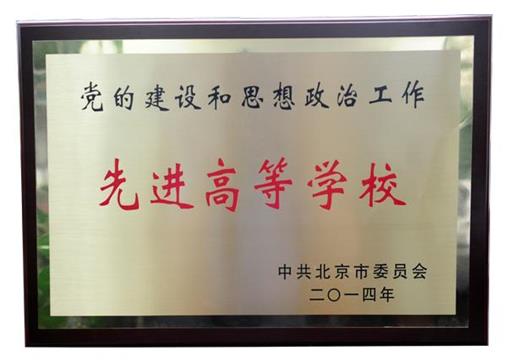 党的建设和思想政治工作
先进高等学校
中共北京市委员会
二〇一四年